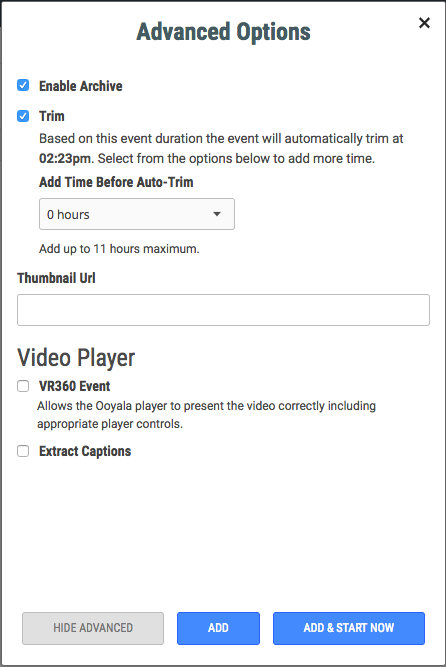 Advanced Options
Enable Archive
Trim
Based on this event duration the event will automatically trim at
02:23pm. Select from the options below to add more time.
Add Time Before Auto-Trim
0 hours
Add up to 11 hours maximum.
Thumbnail Url
Video Player
VR360 Event
Allows the Ooyala player to present the video correctly including
appropriate player controls.
Extract Captions
HIDE ADVANCED
ADD
ADD & START NOW